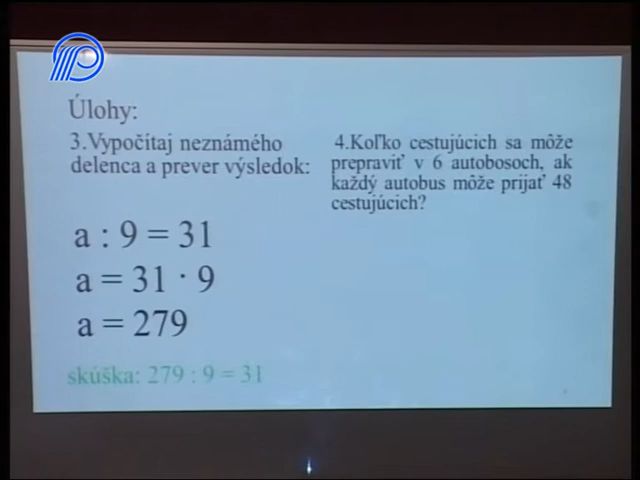 Úlohy:
3.Vypočítaj neznámého
delenca a prever výsledok:
a : 9 = 31
a = 31 · 9
a = 279
skúška: 279 : 9 = 31
4.Koľko cestujúcich sa môže
prepraviť v 6 autobosoch, ak
každý autobus môže prijať 48
cestujúcich?